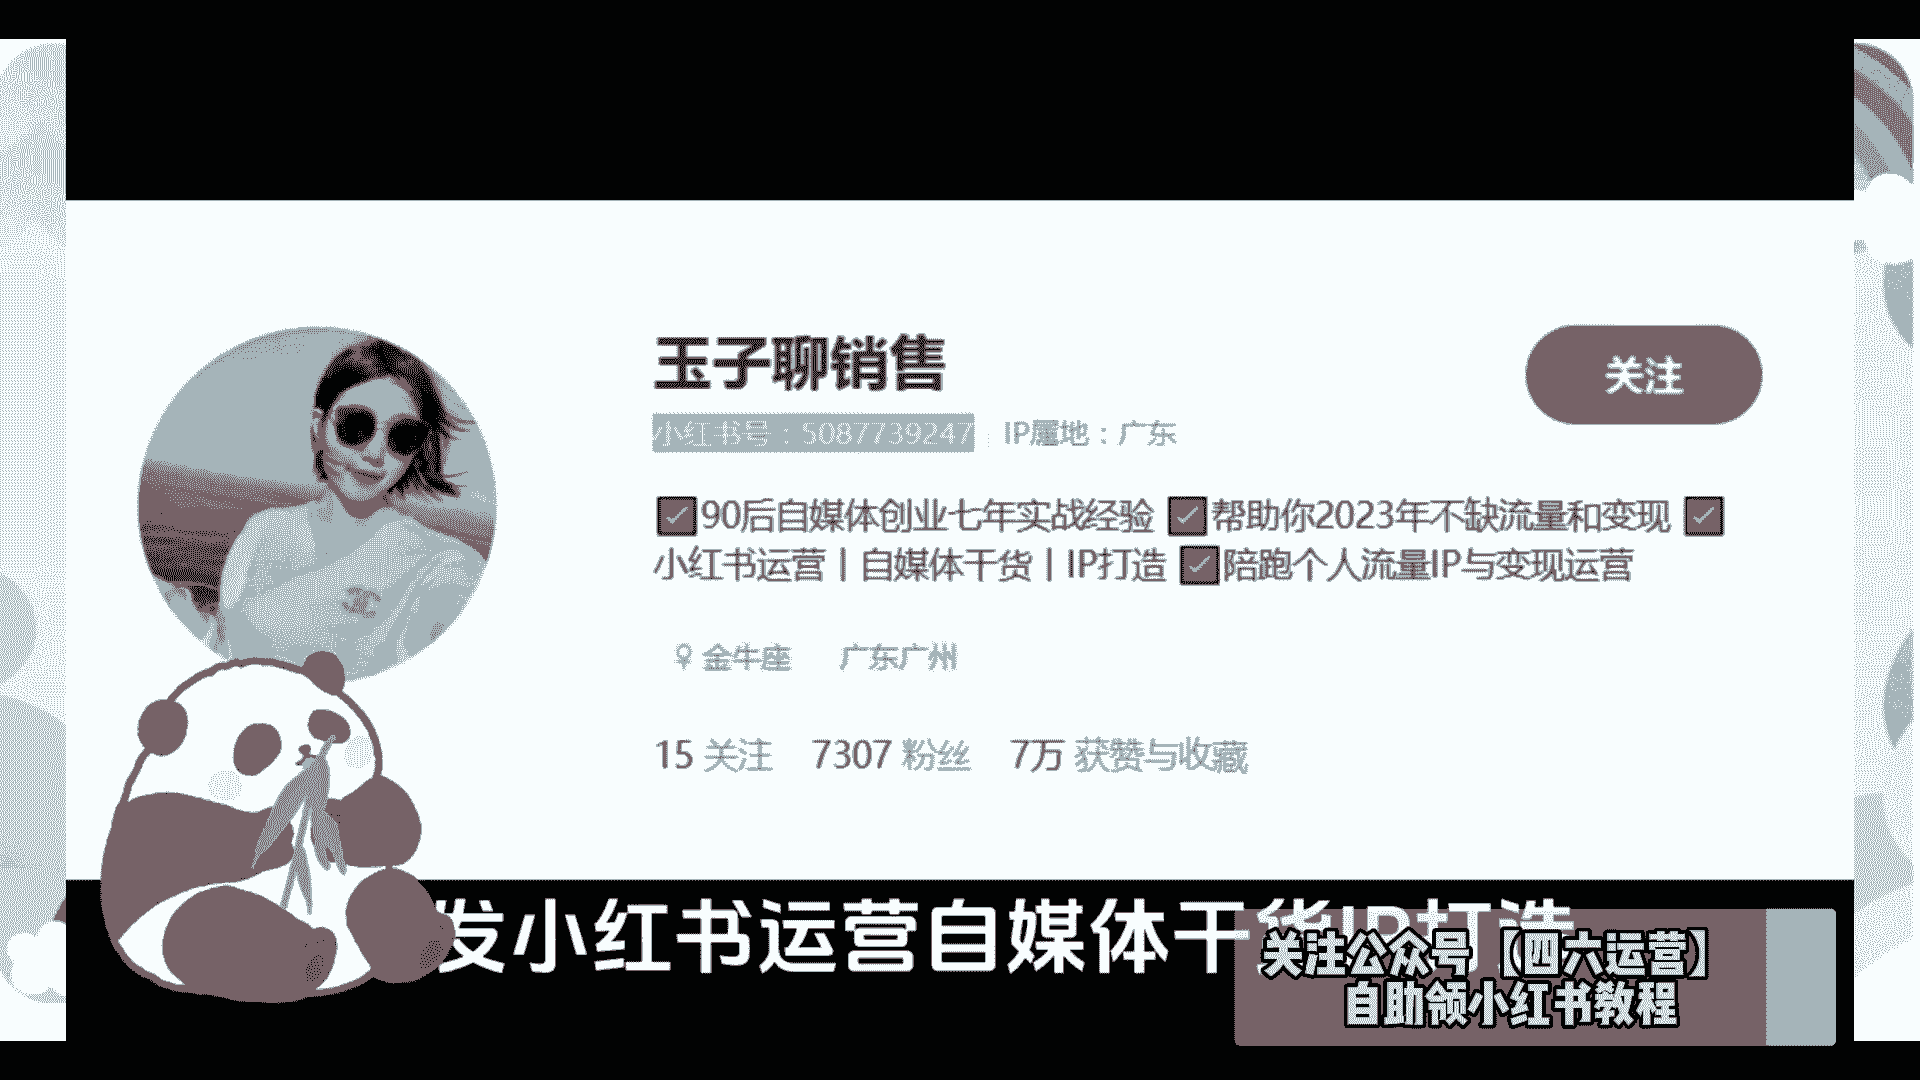 玉子聊销售
关注
小红书号：5087739247 IP属地：广东
✓90后自媒体创业七年实战经验 ✓帮助你2023年不缺流量和变现 ✓
小红书运营丨自媒体干货丨IP打造 ✓陪跑个人流量IP与变现运营
♀ 金牛座 广东广州
15 关注 7307 粉丝 7万 获赞与收藏
发小红书运营自媒体干货IP打造
关注公众号【四六运营】
自助领小红书教程